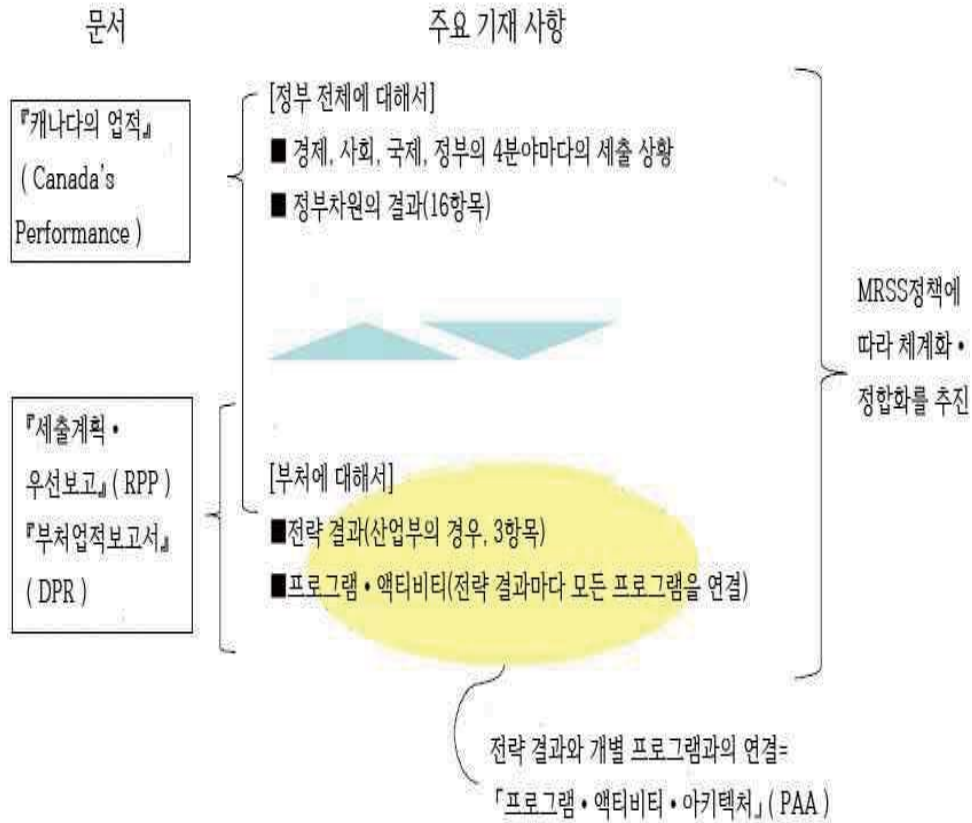 문서
주요 기재 사항
『캐나다의 업적』
( Canada's
Performance )
[정부 전체에 대해서]
■ 경제, 사회, 국제, 정부의 4분야마다의 세출 상황
■ 정부차원의 결과(16항목)
MRSS정책에
따라 체계화・
정합화를 추진
『세출계획・
우선보고』( RPP )
『부처업적보고서』
( DPR )
[부처에 대해서]
■전략 결과(산업부의 경우, 3항목)
■프로그램・액티비티(전략 결과마다 모든 프로그램을 연결)
전략 결과와 개별 프로그램과의 연결=
「프로그램・액티비티・아키텍처」( PAA )